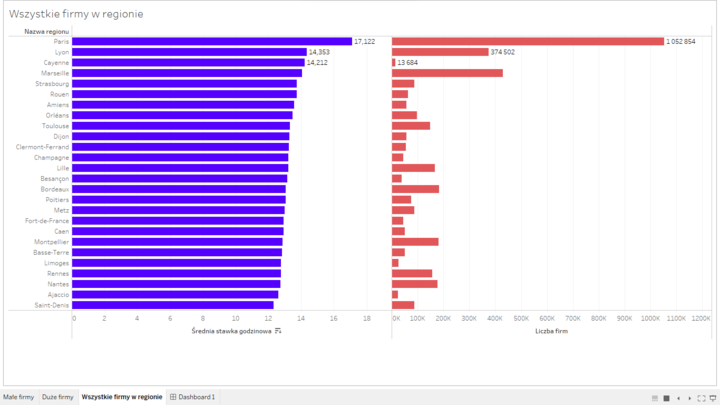 Wszystkie firmy w regionie
Nazwa regionu
Paris 17,122 1 052 854
Lyon 14,353 374 502
Cayenne 14,212 13 684
Marseille
Strasbourg
Rouen
Amiens
Orléans
Toulouse
Dijon
Clermont-Ferrand
Champagne
Lille
Besançon
Bordeaux
Poitiers
Metz
Fort-de-France
Caen
Montpellier
Basse-Terre
Limoges
Rennes
Nantes
Ajaccio
Saint-Denis
0 2 4 6 8 10 12 14 16 18 0K 100K 200K 300K 400K 500K 600K 700K 800K 900K 1000K 1100K 1200K
Średnia stawka godzinowa Liczba firm
Małe firmy Duże firmy Wszystkie firmy w regionie Dashboard 1